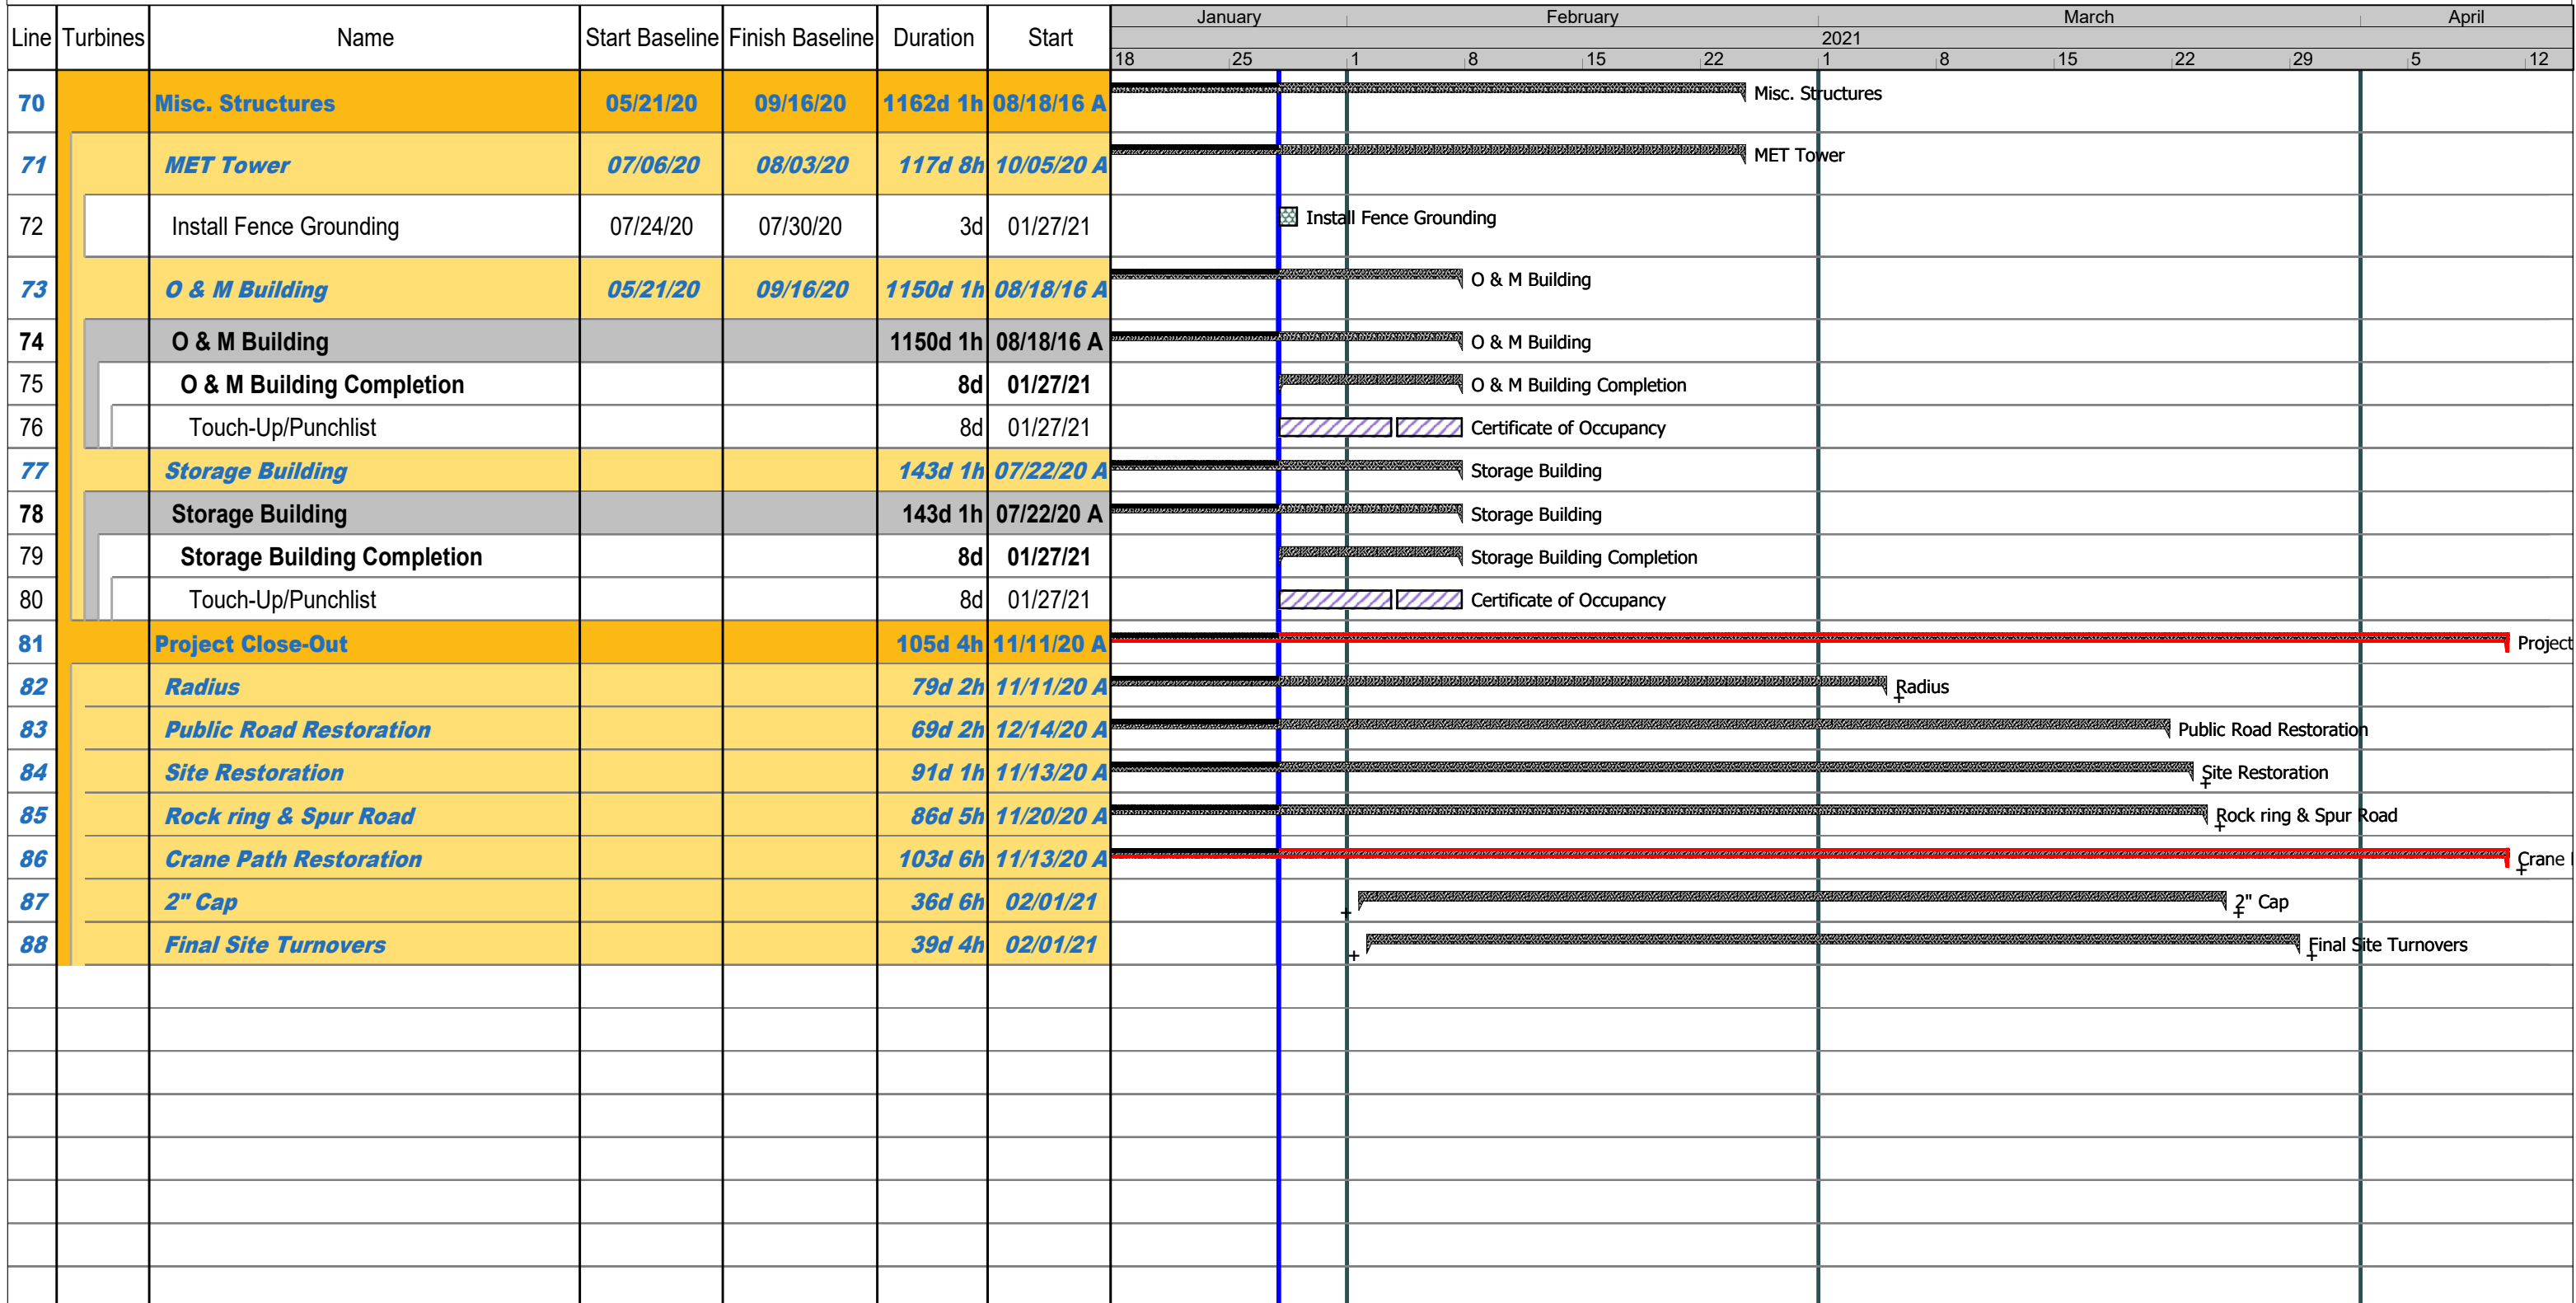 Line Turbines Name Start Baseline Finish Baseline Duration Start
January February March April
2021
18 25 1 8 15 22 1 8 15 22 29 5 12
70 Misc. Structures 05/21/20 09/16/20 1162d 1h 08/18/16 A Misc. Structures
71 MET Tower 07/06/20 08/03/20 117d 8h 10/05/20 A MET Tower
72 Install Fence Grounding 07/24/20 07/30/20 3d 01/27/21 Install Fence Grounding
73 O & M Building 05/21/20 09/16/20 1150d 1h 08/18/16 A O & M Building
74 O & M Building 1150d 1h 08/18/16 A O & M Building
75 O & M Building Completion 8d 01/27/21 O & M Building Completion
76 Touch-Up/Punchlist 8d 01/27/21 Certificate of Occupancy
77 Storage Building 143d 1h 07/22/20 A Storage Building
78 Storage Building 143d 1h 07/22/20 A Storage Building
79 Storage Building Completion 8d 01/27/21 Storage Building Completion
80 Touch-Up/Punchlist 8d 01/27/21 Certificate of Occupancy
81 Project Close-Out 105d 4h 11/11/20 A Project
82 Radius 79d 2h 11/11/20 A Radius
83 Public Road Restoration 69d 2h 12/14/20 A Public Road Restoration
84 Site Restoration 91d 1h 11/13/20 A Site Restoration
85 Rock ring & Spur Road 86d 5h 11/20/20 A Rock ring & Spur Road
86 Crane Path Restoration 103d 6h 11/13/20 A Crane
87 2" Cap 36d 6h 02/01/21 2" Cap
88 Final Site Turnovers 39d 4h 02/01/21 Final Site Turnovers